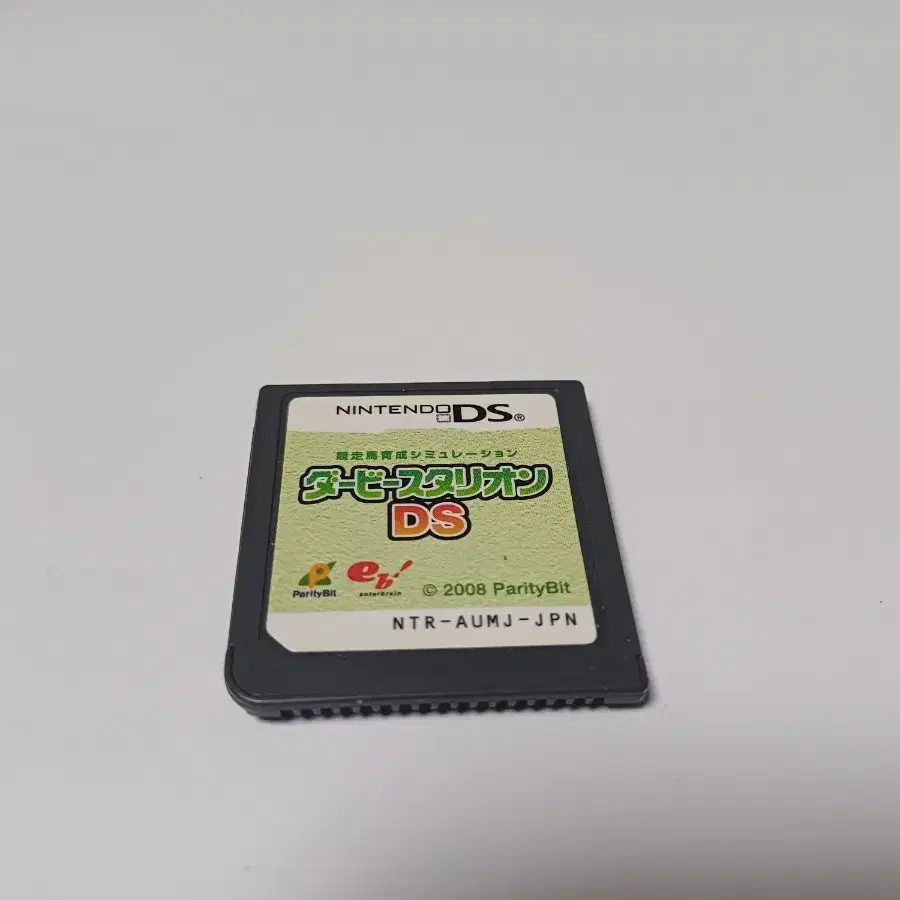 NINTENDO DS®
競走馬育成シミュレーション
ダービースタリオン
DS
ParityBit
eb!
enterbrain
© 2008 ParityBit
NTR-AUMJ-JPN